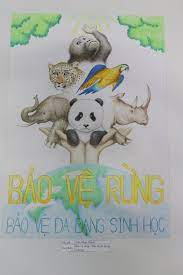 BẢO VỆ RỪNG
BẢO VỆ ĐA DẠNG SINH HỌC